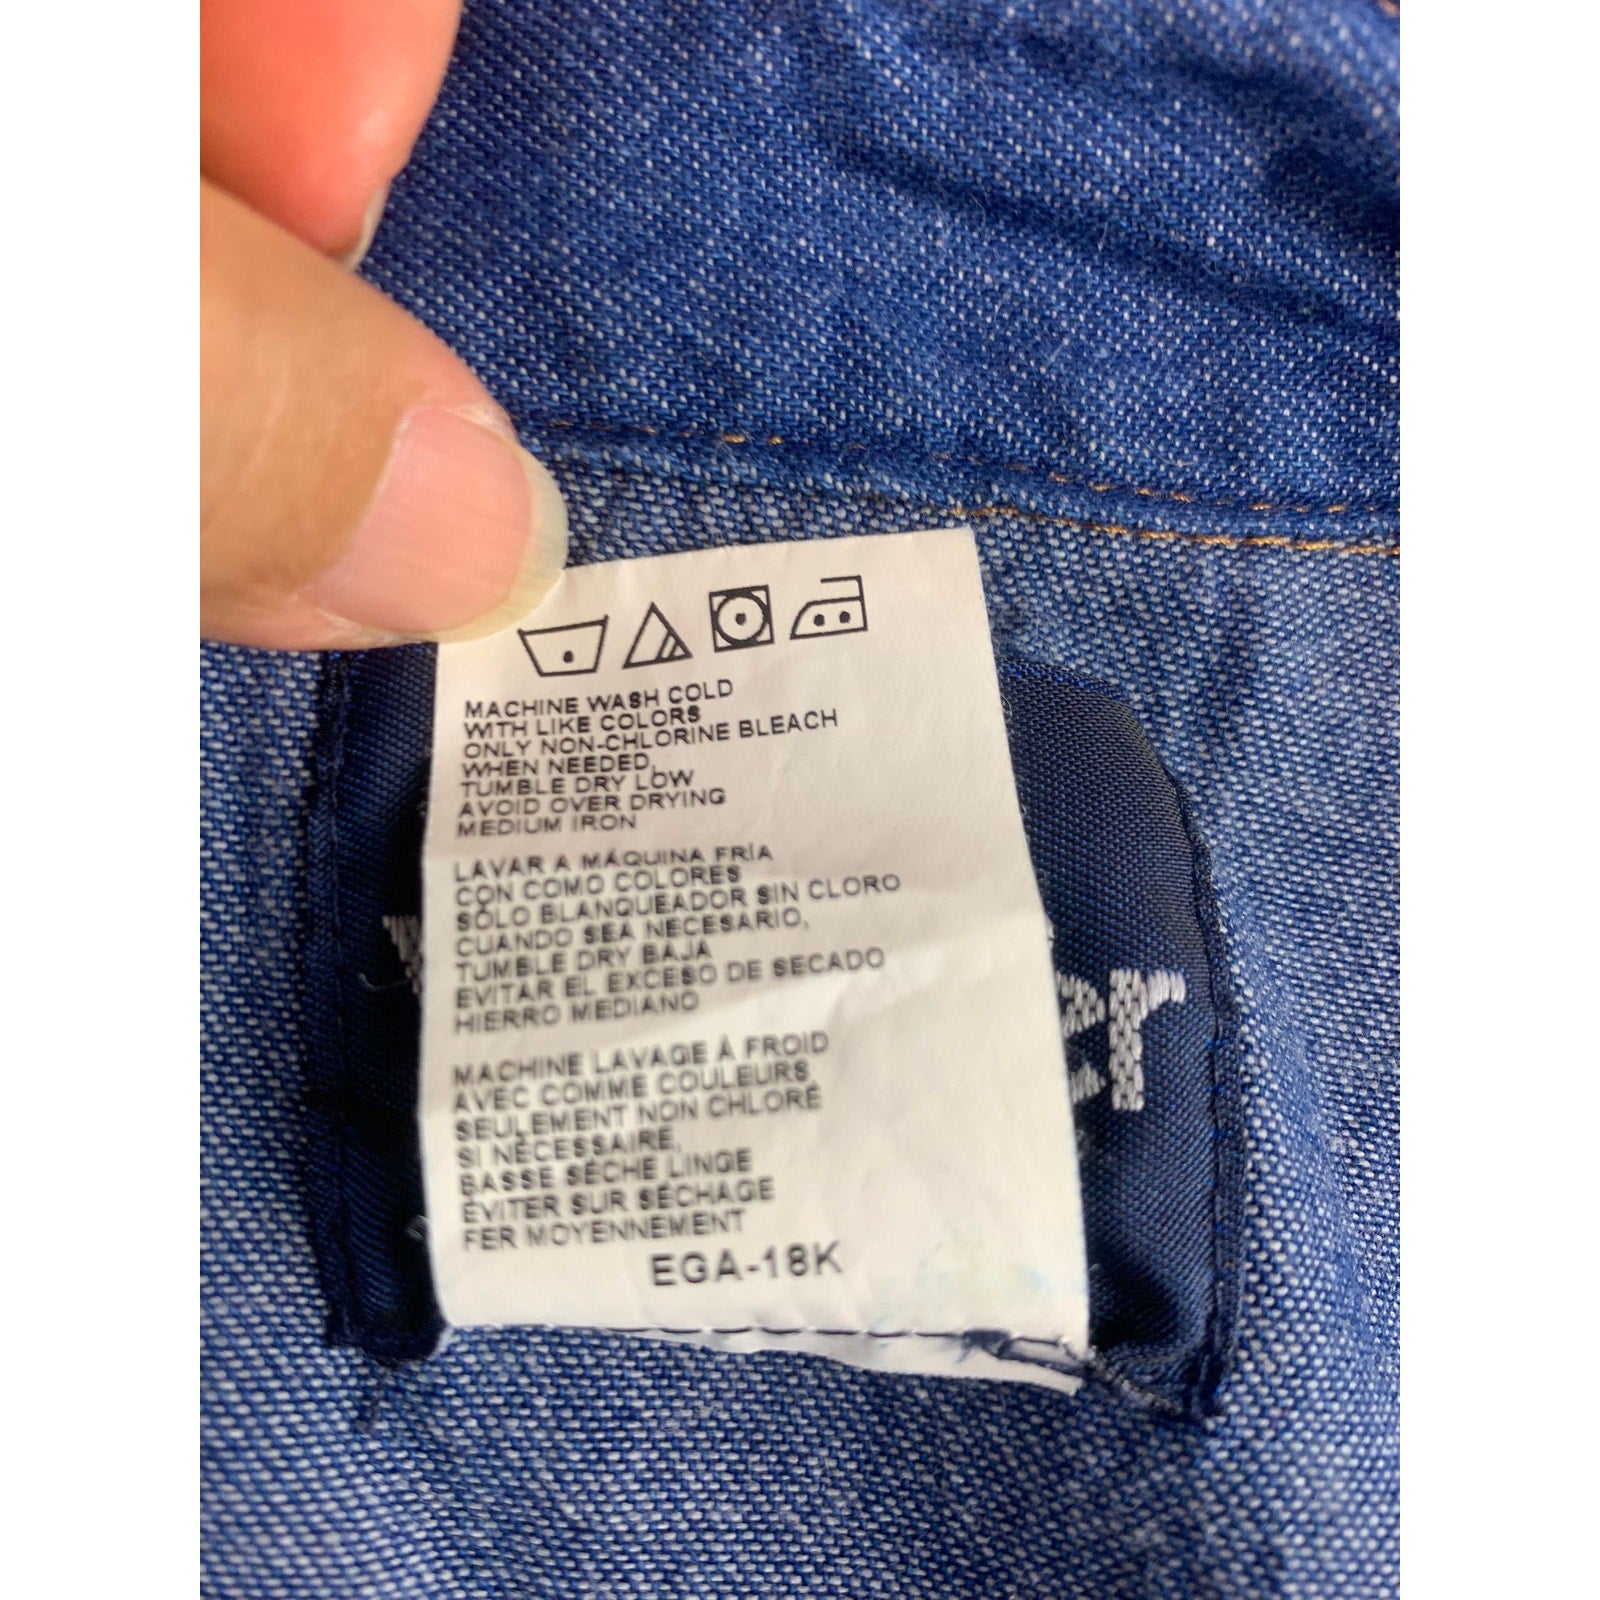 MACHINE WASH COLD
WITH LIKE COLORS
ONLY NON-CHLORINE BLEACH
WHEN NEEDED,
TUMBLE DRY LOW
AVOID OVER DRYING
MEDIUM IRON
LAVAR A MÁQUINA FRÍA
CON COMO COLORES
SÓLO BLANQUEADOR SIN CLORO
CUANDO SEA NECESARIO,
TUMBLE DRY BAJA
EVITAR EL EXCESO DE SECADO
HIERRO MEDIANO
MACHINE LAVAGE À FROID
AVEC COMME COULEURS
SEULEMENT NON CHLORÉ
SI NÉCESSAIRE,
BASSE SÈCHE LINGE
ÉVITER SUR SÉCHAGE
FER MOYENNEMENT
EGA-18K